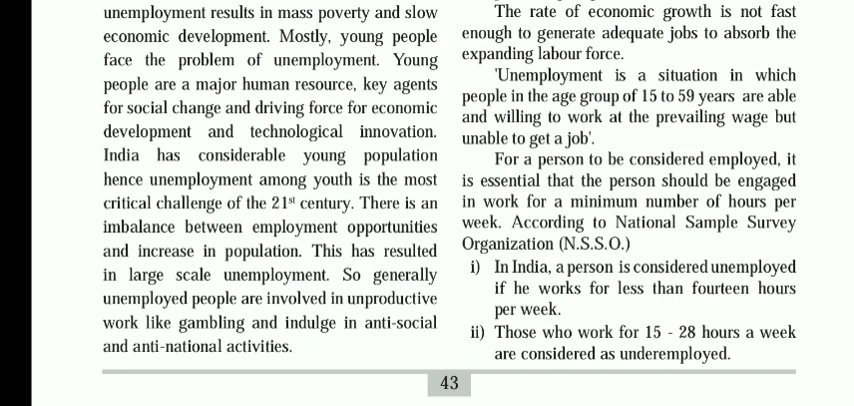 unemployment results in mass poverty and slow
economic development. Mostly, young people
face the problem of unemployment. Young
people are a major human resource, key agents
for social change and driving force for economic
development and technological innovation.
India has considerable young population
hence unemployment among youth is the most
critical challenge of the 21st century. There is an
imbalance between employment opportunities
and increase in population. This has resulted
in large scale unemployment. So generally
unemployed people are involved in unproductive
work like gambling and indulge in anti-social
and anti-national activities.
The rate of economic growth is not fast
enough to generate adequate jobs to absorb the
expanding labour force.
'Unemployment is a situation in which
people in the age group of 15 to 59 years are able
and willing to work at the prevailing wage but
unable to get a job'.
For a person to be considered employed, it
is essential that the person should be engaged
in work for a minimum number of hours per
week. According to National Sample Survey
Organization (N.S.S.O.)
i) In India, a person is considered unemployed
if he works for less than fourteen hours
per week.
ii) Those who work for 15 - 28 hours a week
are considered as underemployed.
43